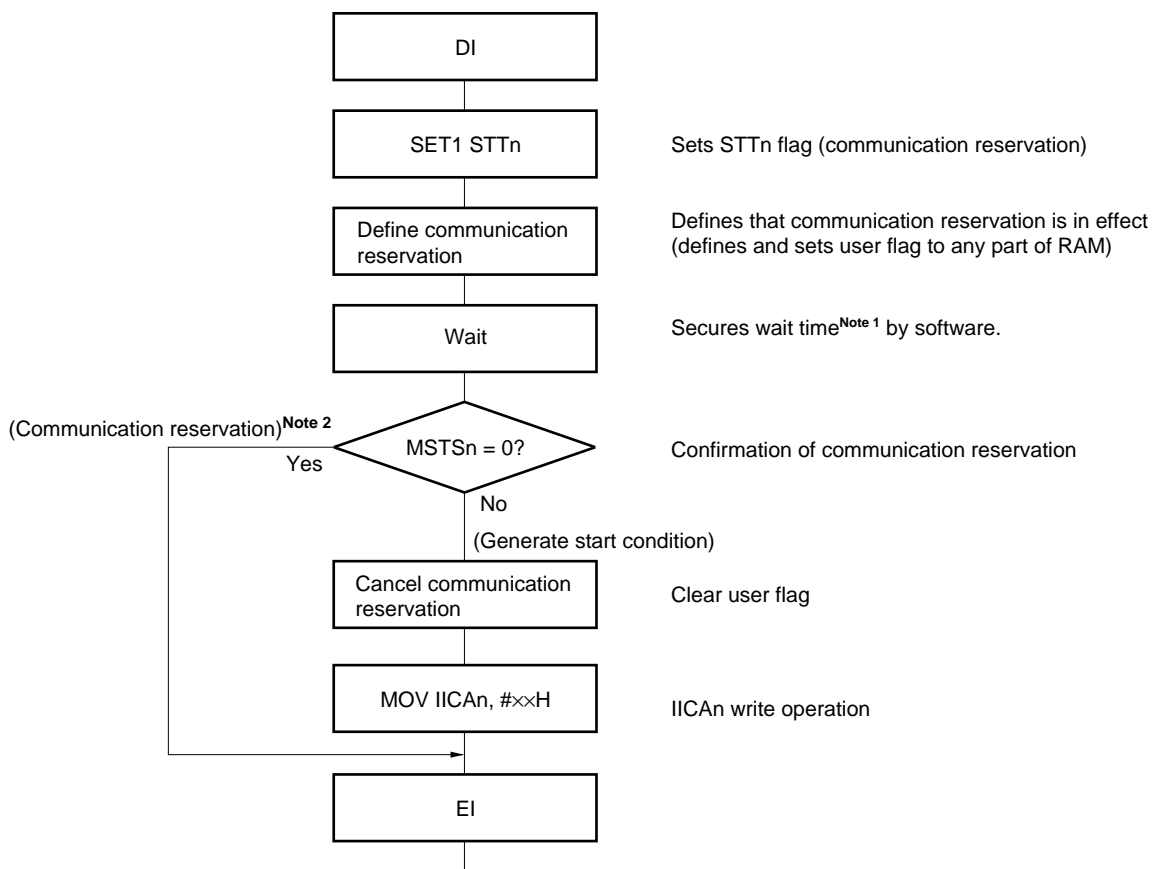 DI
SET1 STTn
Sets STTn flag (communication reservation)
Define communication
reservation
Defines that communication reservation is in effect
(defines and sets user flag to any part of RAM)
Wait
Secures wait timeNote 1 by software.
(Communication reservation)Note 2
Yes
MSTSn = 0?
Confirmation of communication reservation
No
(Generate start condition)
Cancel communication
reservation
Clear user flag
MOV IICAn, #××H
IICAn write operation
EI